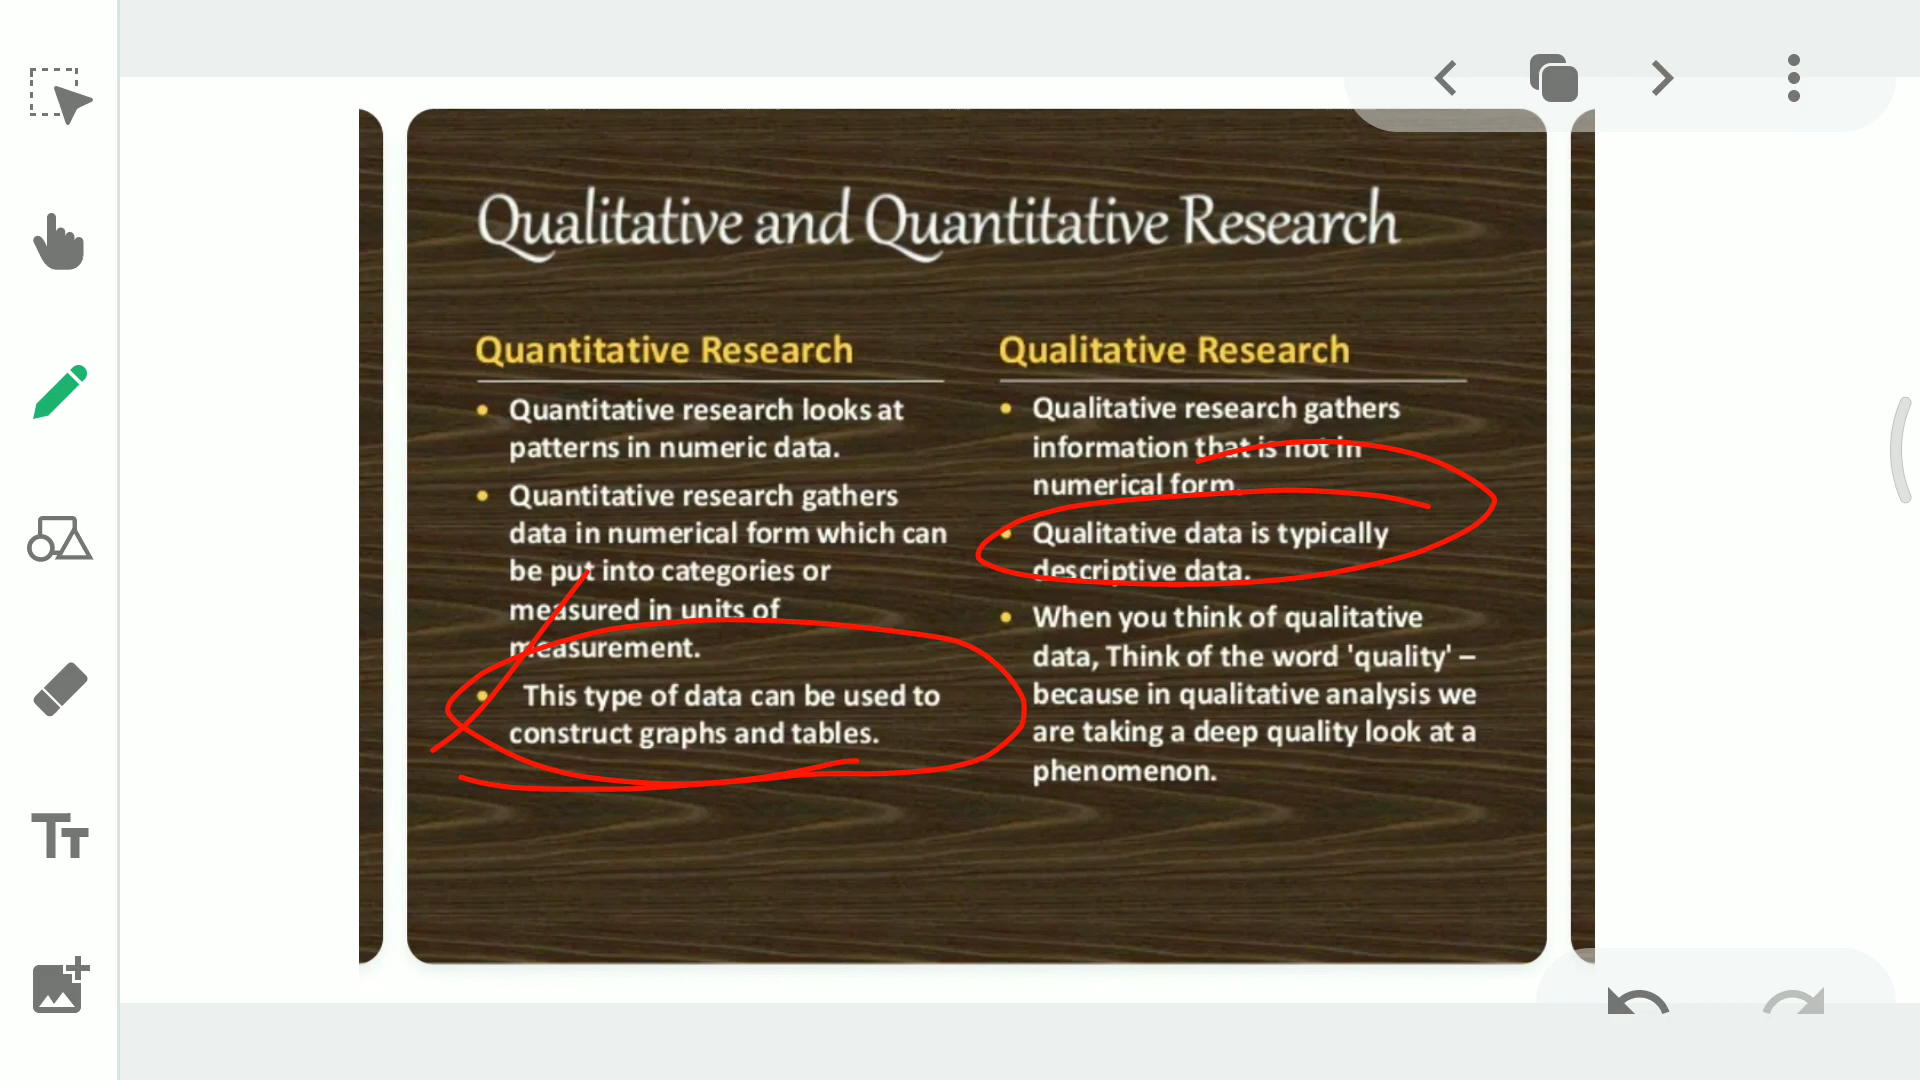 Qualitative and Quantitative Research
Quantitative Research
• Quantitative research looks at
patterns in numeric data.
• Quantitative research gathers
data in numerical form which can
be put into categories or
measured in units of
measurement.
• This type of data can be used to
construct graphs and tables.
Qualitative Research
• Qualitative research gathers
information that is not in
numerical form.
• Qualitative data is typically
descriptive data.
• When you think of qualitative
data, Think of the word 'quality' –
because in qualitative analysis we
are taking a deep quality look at a
phenomenon.
TT